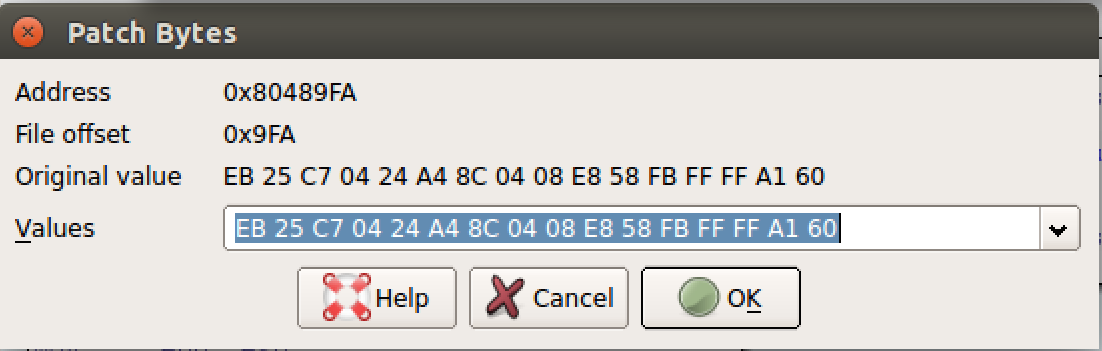 Patch Bytes
Address 0x80489FA
File offset 0x9FA
Original value EB 25 C7 04 24 A4 8C 04 08 E8 58 FB FF FF A1 60
Values EB 25 C7 04 24 A4 8C 04 08 E8 58 FB FF FF A1 60
Help Cancel OK